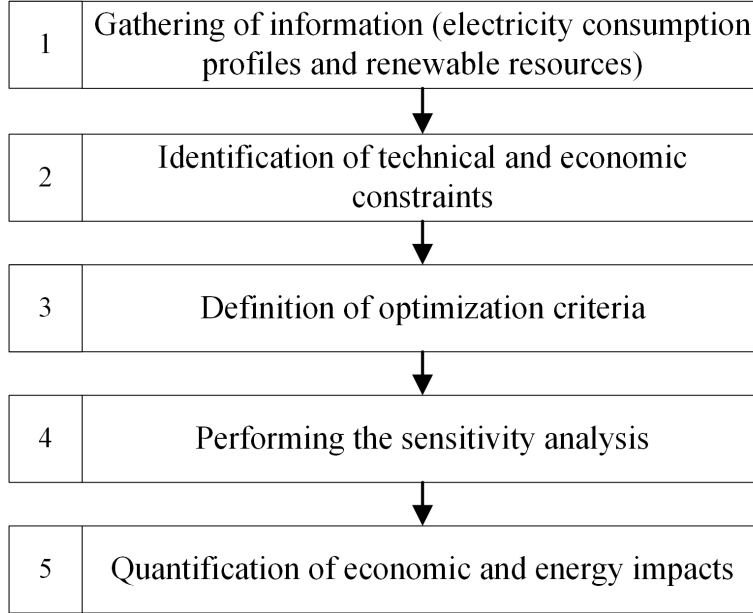 1
Gathering of information (electricity consumption
profiles and renewable resources)
2
Identification of technical and economic
constraints
3
Definition of optimization criteria
4
Performing the sensitivity analysis
5
Quantification of economic and energy impacts